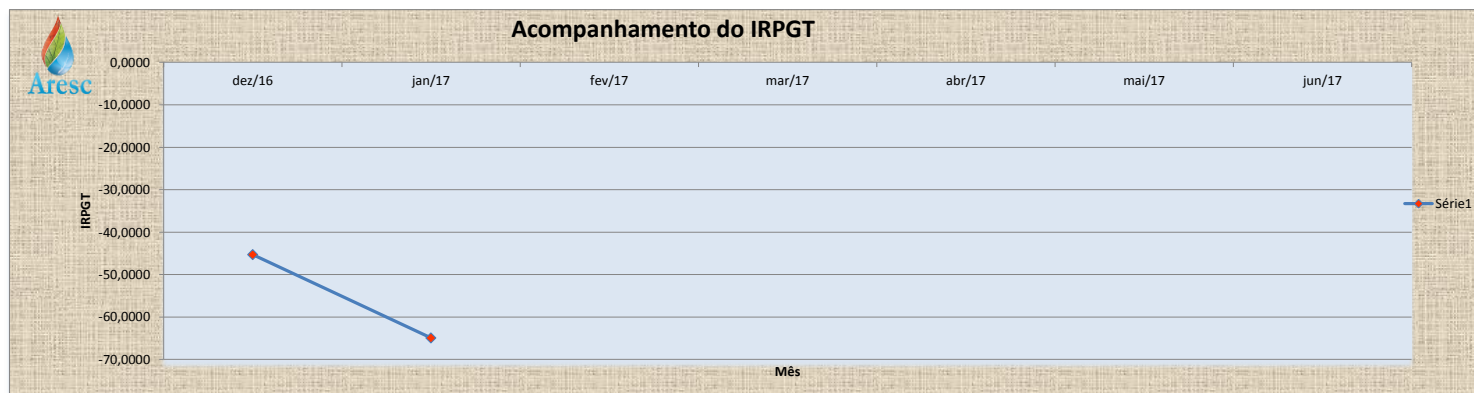 Acompanhamento do IRPGT
Aresc
0,0000
-10,0000
-20,0000
-30,0000
-40,0000
-50,0000
-60,0000
-70,0000
dez/16
jan/17
fev/17
mar/17
abr/17
mai/17
jun/17
IRPGT
Mês
Série1